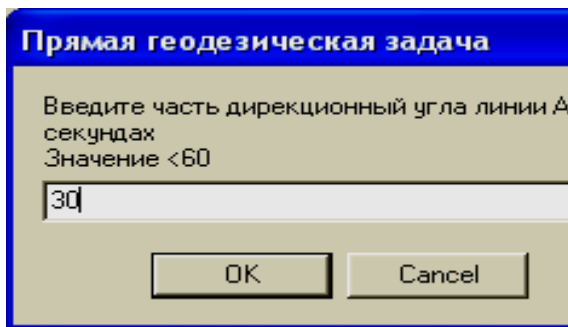 Прямая геодезическая задача
Введите часть дирекционный угла линии А
секундах
Значение <60
30
OK
Cancel